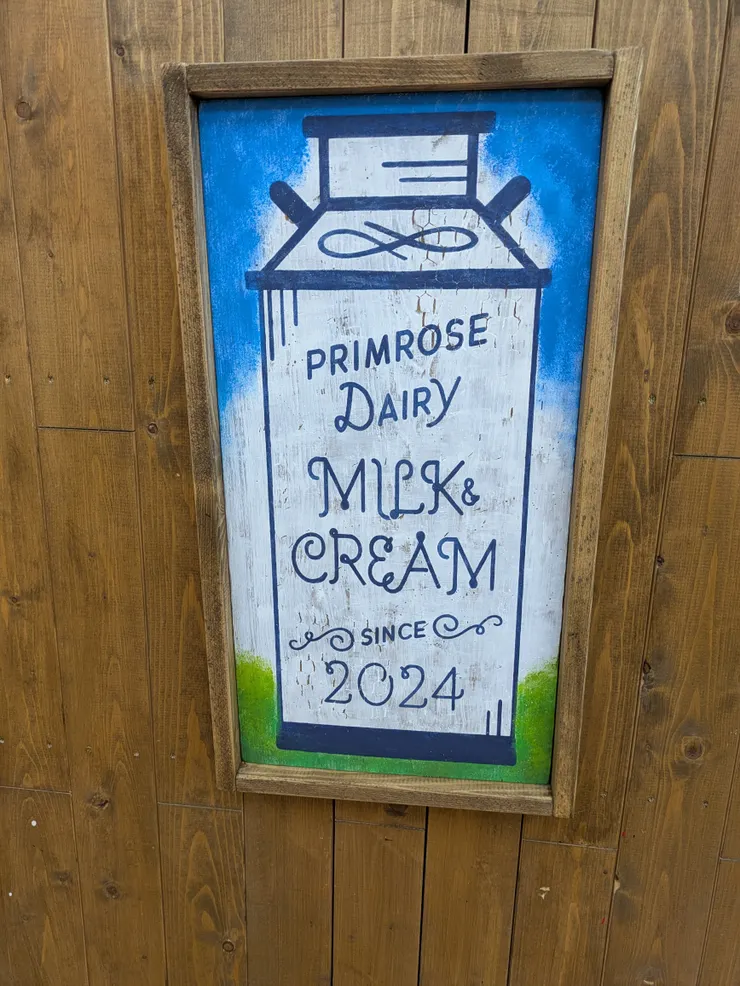 PRIMROSE
DAIRY
MILK &
CREAM
SINCE
2024